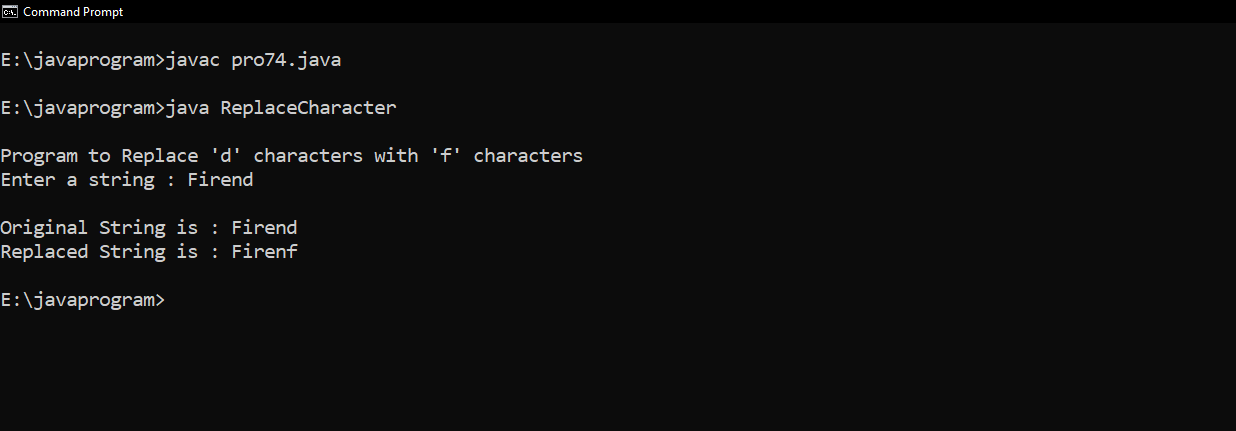 Command Prompt
E:\javaprogram>javac pro74.java
E:\javaprogram>java ReplaceCharacter
Program to Replace 'd' characters with 'f' characters
Enter a string : Firend
Original String is : Firend
Replaced String is : Firenf
E:\javaprogram>